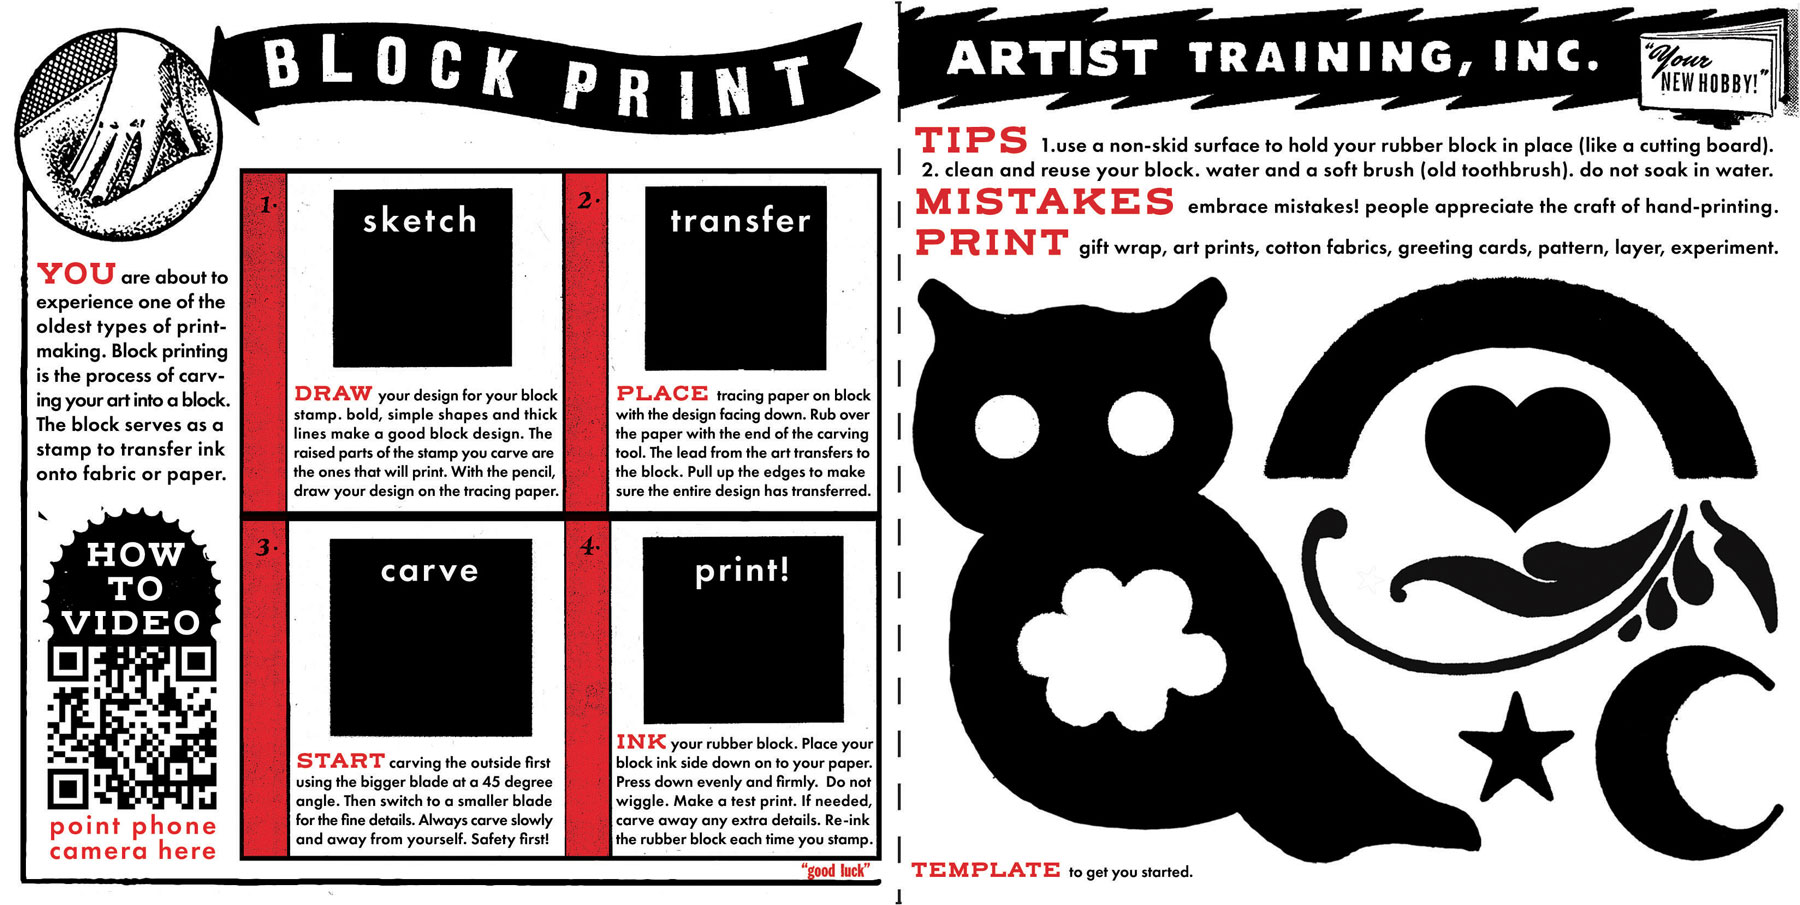 BLOCK PRINT
YOU are about to
experience one of the
oldest types of print-
making. Block printing
is the process of carv-
ing your art into a block.
The block serves as a
stamp to transfer ink
onto fabric or paper.
HOW
TO
VIDEO
point phone
camera here
1.
sketch
DRAW your design for your block
stamp. bold, simple shapes and thick
lines make a good block design. The
raised parts of the stamp you carve are
the ones that will print. With the pencil,
draw your design on the tracing paper.
2.
transfer
PLACE tracing paper on block
with the design facing down. Rub over
the paper with the end of the carving
tool. The lead from the art transfers to
the block. Pull up the edges to make
sure the entire design has transferred.
3.
carve
START carving the outside first
using the bigger blade at a 45 degree
angle. Then switch to a smaller blade
for the fine details. Always carve slowly
and away from yourself. Safety first!
4.
print!
INK your rubber block. Place your
block ink side down on to your paper.
Press down evenly and firmly. Do not
wiggle. Make a test print. If needed,
carve away any extra details. Re-ink
the rubber block each time you stamp.
"good luck"
ARTIST TRAINING, INC.
"Your
NEW HOBBY!"
TIPS 1.use a non-skid surface to hold your rubber block in place (like a cutting board).
2. clean and reuse your block. water and a soft brush (old toothbrush). do not soak in water.
MISTAKES embrace mistakes! people appreciate the craft of hand-printing.
PRINT gift wrap, art prints, cotton fabrics, greeting cards, pattern, layer, experiment.
TEMPLATE to get you started.